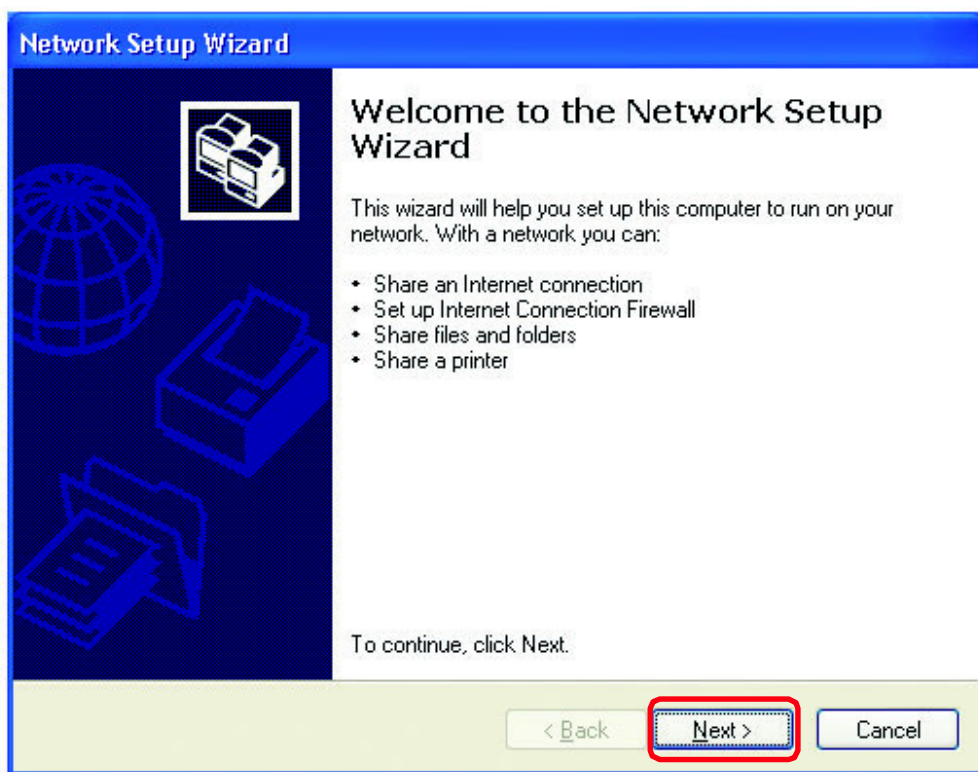 Network Setup Wizard
Welcome to the Network Setup
Wizard
This wizard will help you set up this computer to run on your
network. With a network you can:
• Share an Internet connection
• Set up Internet Connection Firewall
• Share files and folders
• Share a printer
To continue, click Next.
< Back
Next >
Cancel